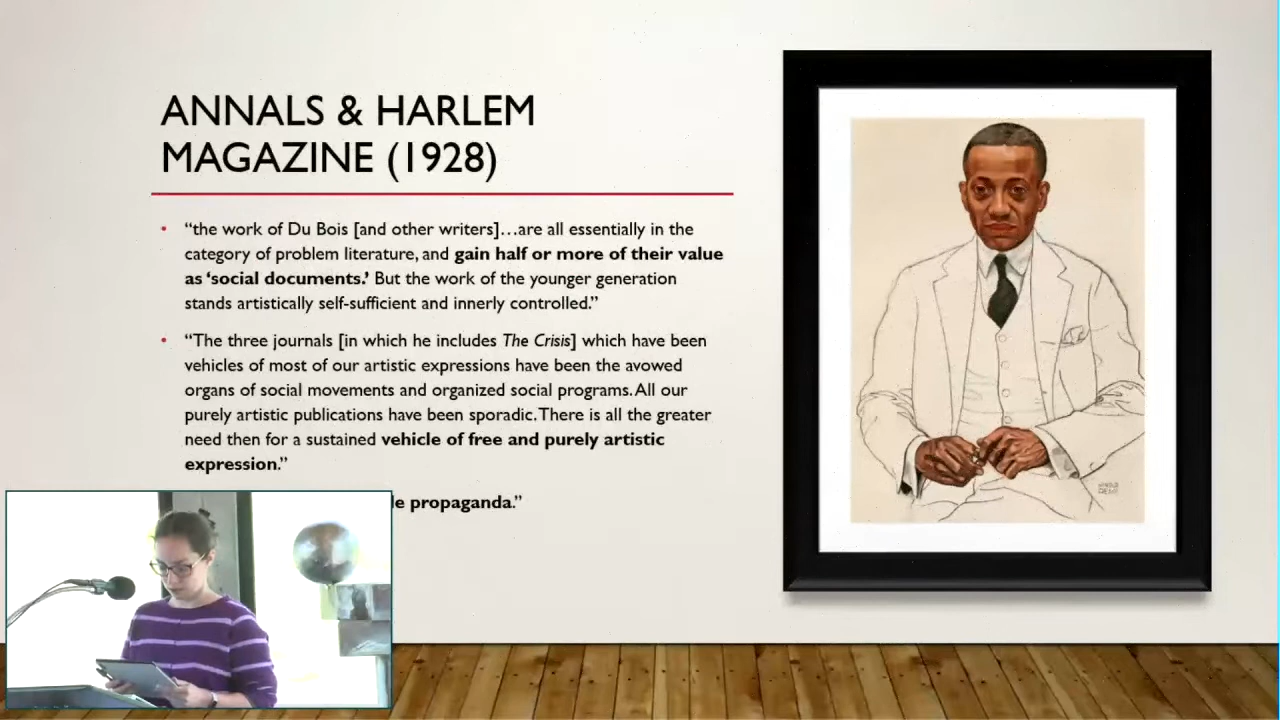 ANNALS & HARLEM
MAGAZINE (1928)
• “the work of Du Bois [and other writers]…are all essentially in the
category of problem literature, and gain half or more of their value
as ‘social documents.’ But the work of the younger generation
stands artistically self-sufficient and innerly controlled.”
• “The three journals [in which he includes The Crisis] which have been
vehicles of most of our artistic expressions have been the avowed
organs of social movements and organized social programs. All our
purely artistic publications have been sporadic. There is all the greater
need then for a sustained vehicle of free and purely artistic
expression.”
propaganda.”